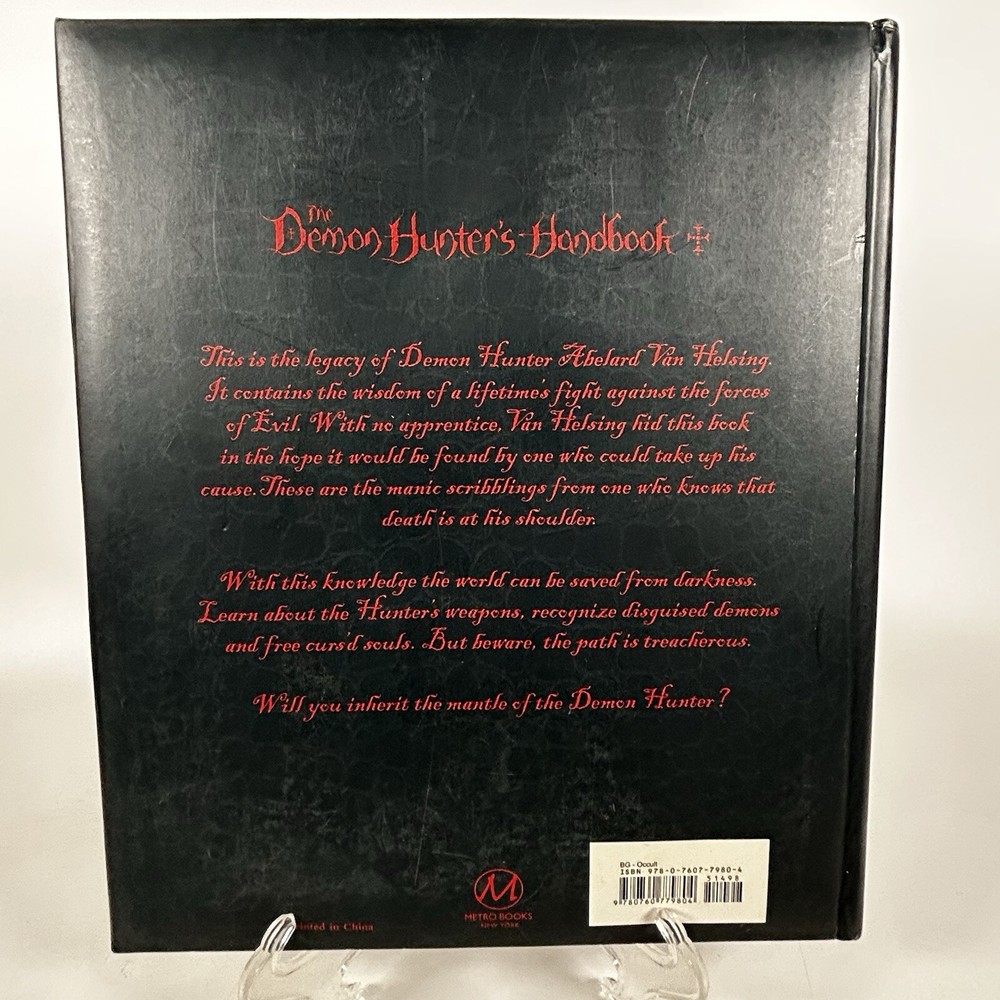 The
Demon Hunter's Handbook
This is the legacy of Demon Hunter Abelard Van Helsing.
It contains the wisdom of a lifetime's fight against the forces
of Evil. With no apprentice, Van Helsing hid this book
in the hope it would be found by one who could take up his
cause. These are the manic scribblings from one who knows that
death is at his shoulder.
With this knowledge the world can be saved from darkness.
Learn about the Hunter's weapons, recognize disguised demons
and free curs'd souls. But beware, the path is treacherous.
Will you inherit the mantle of the Demon Hunter?
BG - Occult
ISBN 978-0-7607-7980-4
51498
9 780760 779804
M
METRO BOOKS
NEW YORK
in China